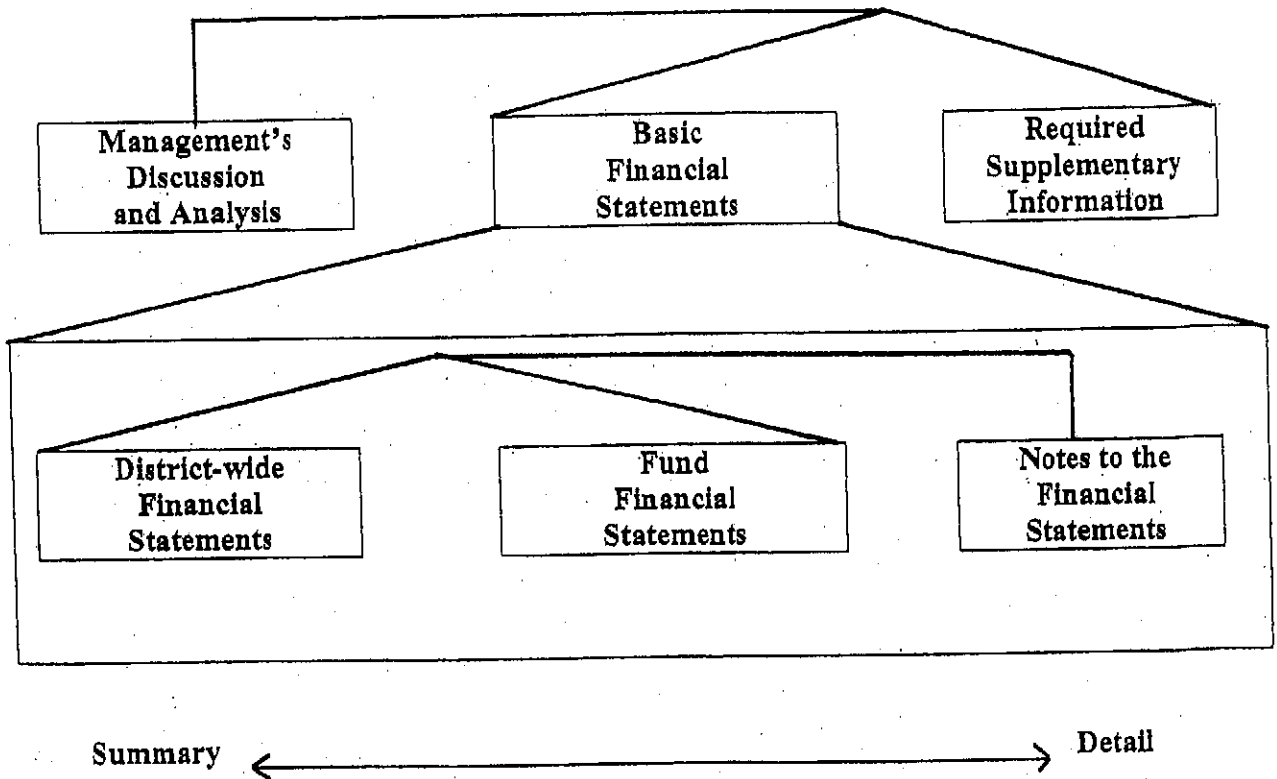 Management's
Discussion
and Analysis
Basic
Financial
Statements
Required
Supplementary
Information
District-wide
Financial
Statements
Fund
Financial
Statements
Notes to the
Financial
Statements
Summary
Detail